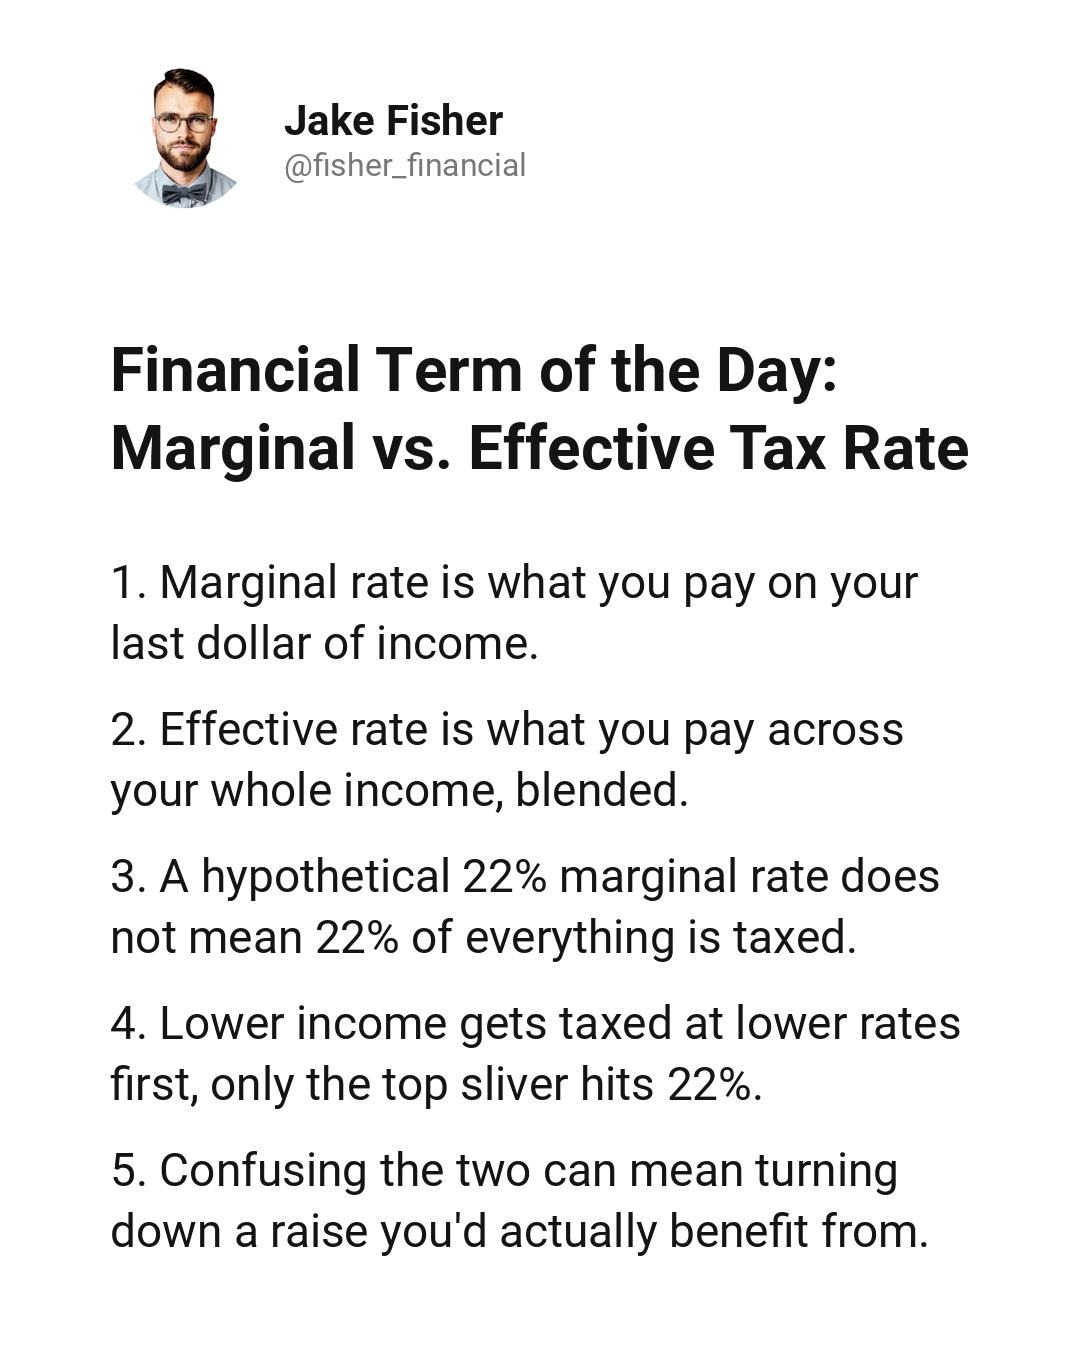 Jake Fisher
@fisher_financial
Financial Term of the Day:
Marginal vs. Effective Tax Rate
1. Marginal rate is what you pay on your
last dollar of income.
2. Effective rate is what you pay across
your whole income, blended.
3. A hypothetical 22% marginal rate does
not mean 22% of everything is taxed.
4. Lower income gets taxed at lower rates
first, only the top sliver hits 22%.
5. Confusing the two can mean turning
down a raise you'd actually benefit from.